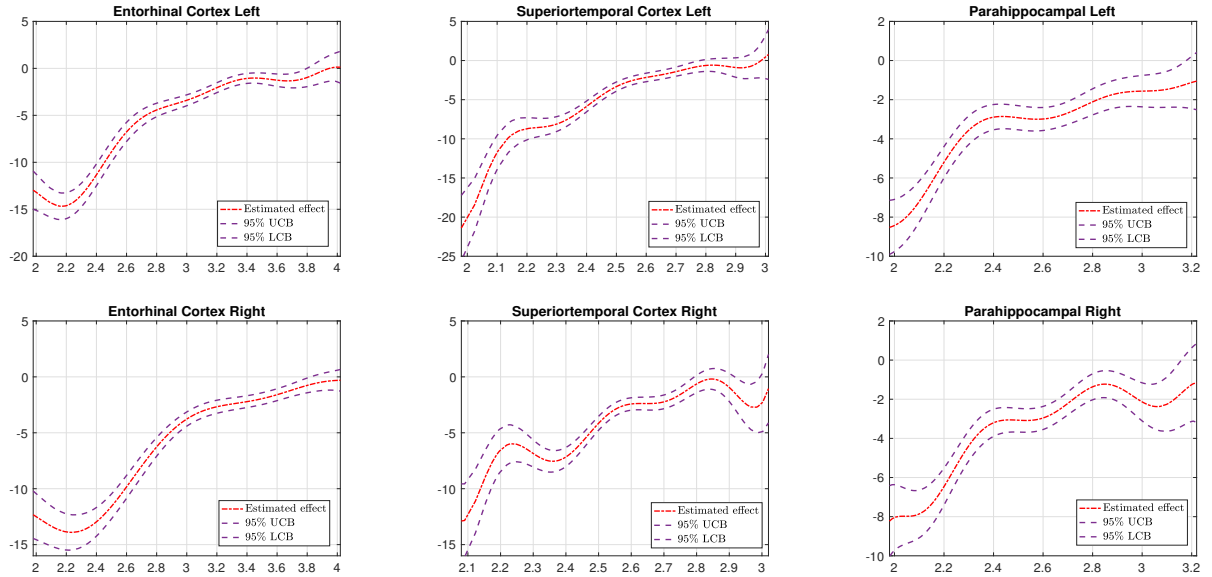 Entorhinal Cortex Left
5
0
-5
-10
-15
-20
2 2.2 2.4 2.6 2.8 3 3.2 3.4 3.6 3.8 4
Estimated effect
95% UCB
95% LCB
Superiortemporal Cortex Left
5
0
-5
-10
-15
-20
-25
2 2.1 2.2 2.3 2.4 2.5 2.6 2.7 2.8 2.9 3
Estimated effect
95% UCB
95% LCB
Parahippocampal Left
2
0
-2
-4
-6
-8
-10
2 2.2 2.4 2.6 2.8 3 3.2
Estimated effect
95% UCB
95% LCB
Entorhinal Cortex Right
5
0
-5
-10
-15
2 2.2 2.4 2.6 2.8 3 3.2 3.4 3.6 3.8 4
Estimated effect
95% UCB
95% LCB
Superiortemporal Cortex Right
5
0
-5
-10
-15
2.1 2.2 2.3 2.4 2.5 2.6 2.7 2.8 2.9 3
Estimated effect
95% UCB
95% LCB
Parahippocampal Right
2
0
-2
-4
-6
-8
-10
2 2.2 2.4 2.6 2.8 3 3.2
Estimated effect
95% UCB
95% LCB